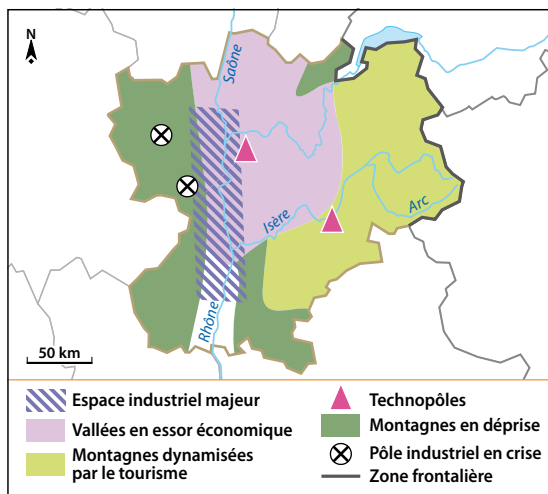 N
Saône
Isère
Arc
Rhône
50 km
Espace industriel majeur
Vallées en essor économique
Montagnes dynamisées
par le tourisme
Technopôles
Montagnes en déprise
Pôle industriel en crise
Zone frontalière